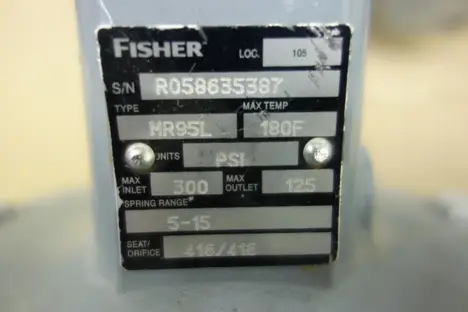 FISHER LOC. 105
S/N R058635387
TYPE MAX TEMP
MR95L 180F
UNITS PSI
MAX INLET 300 MAX OUTLET 125
SPRING RANGE
5-15
SEAT/ORIFICE 416/416